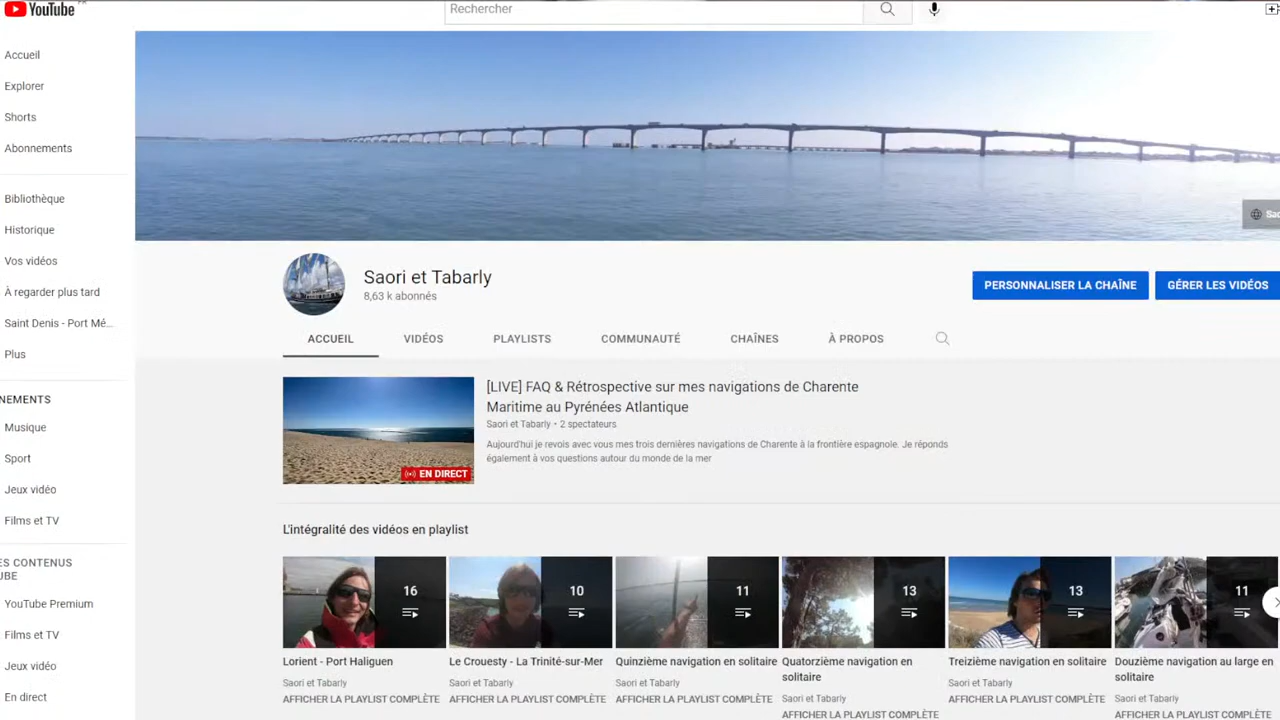 YouTube
Rechercher
Accueil
Explorer
Shorts
Abonnements
Bibliothèque
Historique
Vos vidéos
À regarder plus tard
Saint Denis - Port Mé...
Plus
NEMENTS
Musique
Sport
Jeux vidéo
Films et TV
ES CONTENUS
UBE
YouTube Premium
Films et TV
Jeux vidéo
En direct
Sao
Saori et Tabarly
8,63 k abonnés
PERSONNALISER LA CHAÎNE
GÉRER LES VIDÉOS
ACCUEIL
VIDÉOS
PLAYLISTS
COMMUNAUTÉ
CHAÎNES
À PROPOS
EN DIRECT
[LIVE] FAQ & Rétrospective sur mes navigations de Charente
Maritime au Pyrénées Atlantique
Saori et Tabarly • 2 spectateurs
Aujourd'hui je revois avec vous mes trois dernières navigations de Charente à la frontière espagnole. Je réponds
également à vos questions autour du monde de la mer
L'intégralité des vidéos en playlist
16
Lorient - Port Haliguen
Saori et Tabarly
AFFICHER LA PLAYLIST COMPLÈTE
10
Le Crouesty - La Trinité-sur-Mer
Saori et Tabarly
AFFICHER LA PLAYLIST COMPLÈTE
11
Quinzième navigation en solitaire
Saori et Tabarly
AFFICHER LA PLAYLIST COMPLÈTE
13
Quatorzième navigation en
solitaire
Saori et Tabarly
AFFICHER LA PLAYLIST COMPLÈTE
13
Treizième navigation en solitaire
Saori et Tabarly
AFFICHER LA PLAYLIST COMPLÈTE
11
Douzième navigation au large en
solitaire
Saori et Tabarly
AFFICHER LA PLAYLIST COMPLÈTE